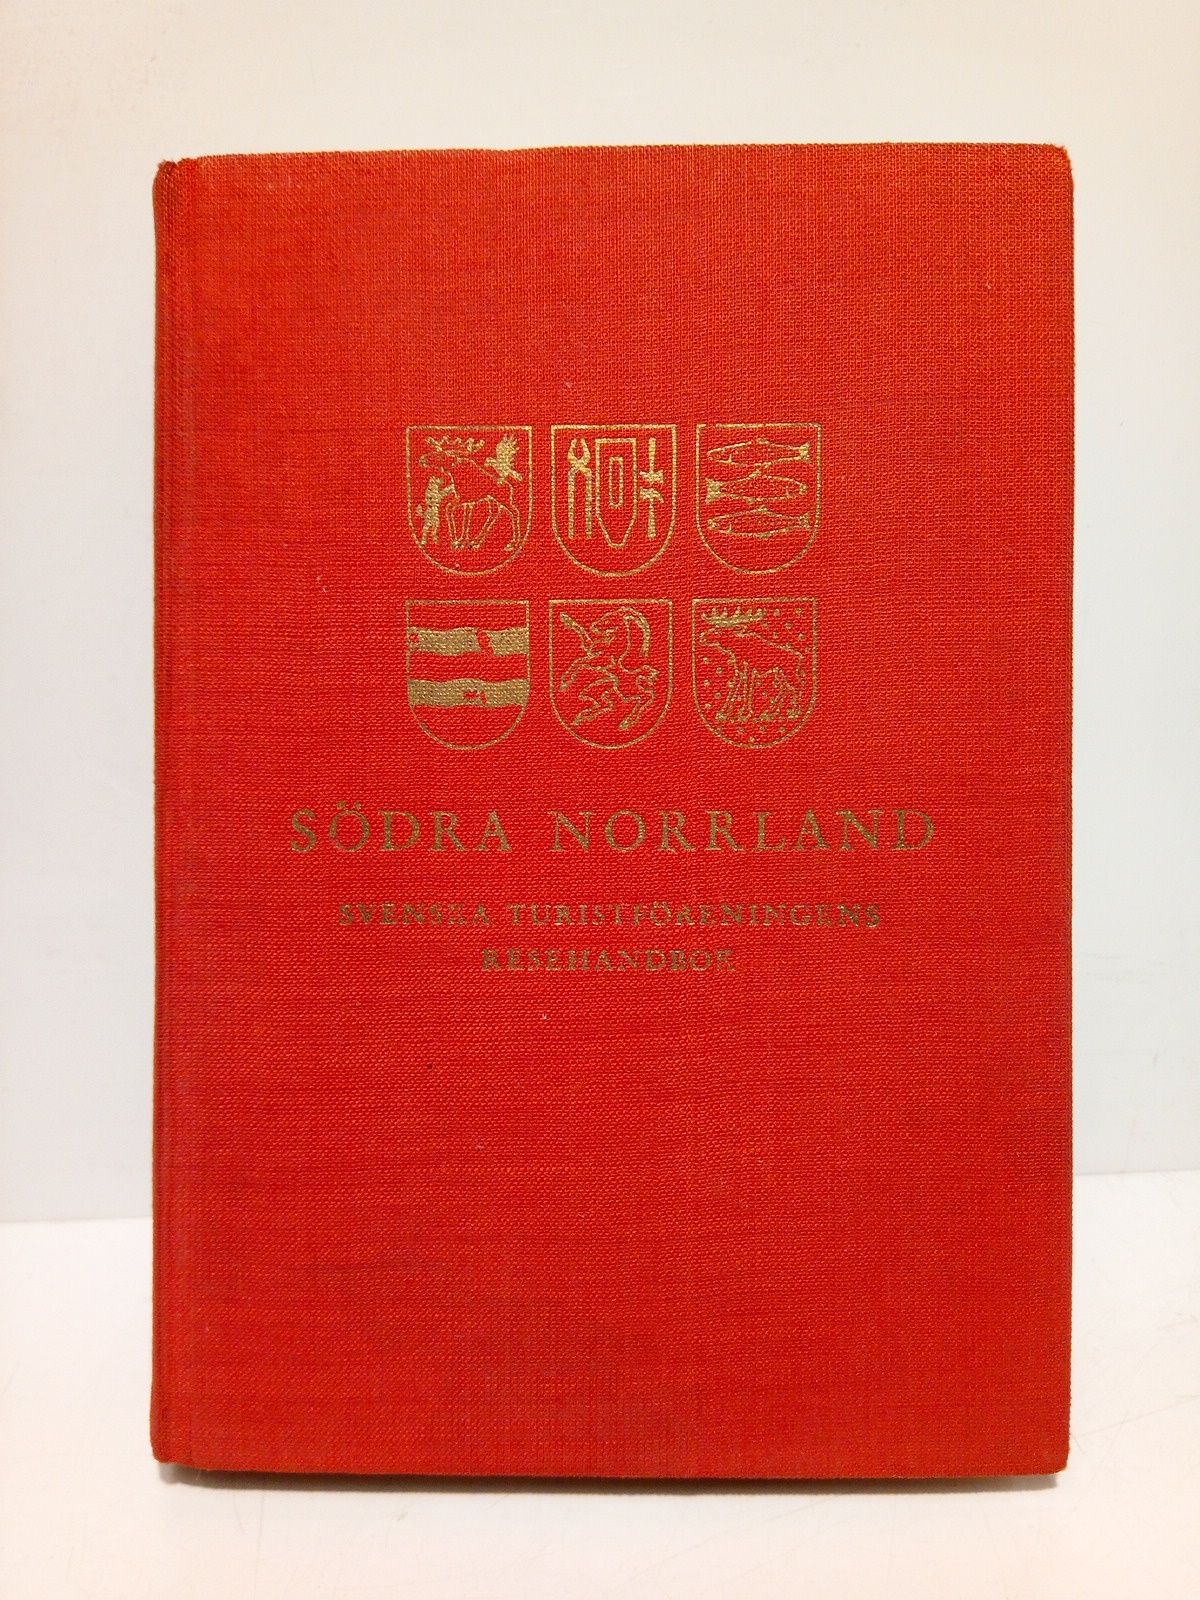 SÖDRA NORRLAND
SVENSKA TURISTFÖRENINGENS
RESEHANDBOK